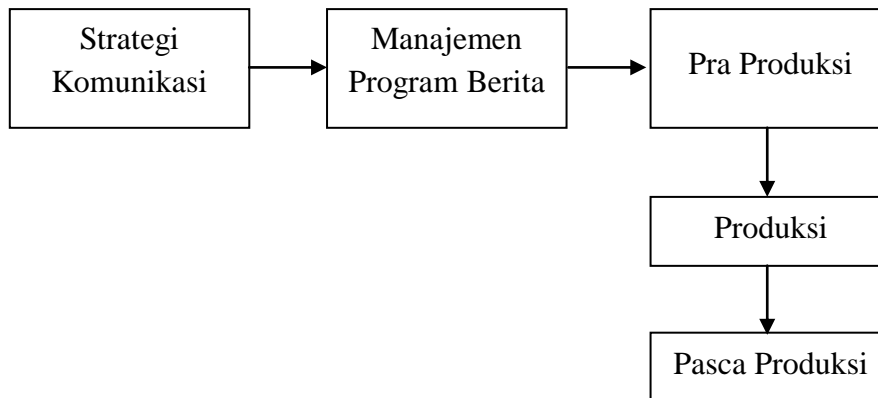 Strategi
Komunikasi
Manajemen
Program Berita
Pra Produksi
Produksi
Pasca Produksi